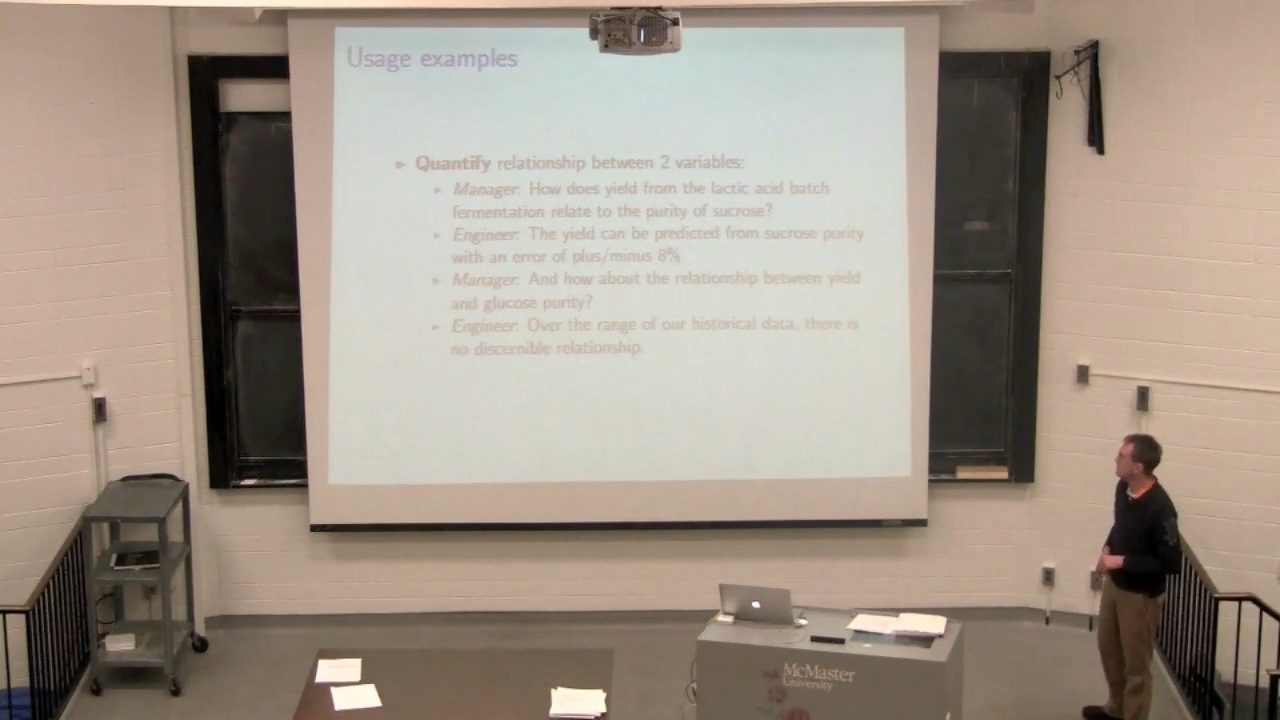 Usage examples
Quantify relationship between 2 variables:
Manager: How does yield from the lactic acid batch
fermentation relate to the purity of sucrose?
Engineer: The yield can be predicted from sucrose purity
with an error of plus/minus 8%
Manager: And how about the relationship between yield
and glucose purity?
Engineer: Over the range of our historical data, there is
no discernible relationship.
McMaster
University